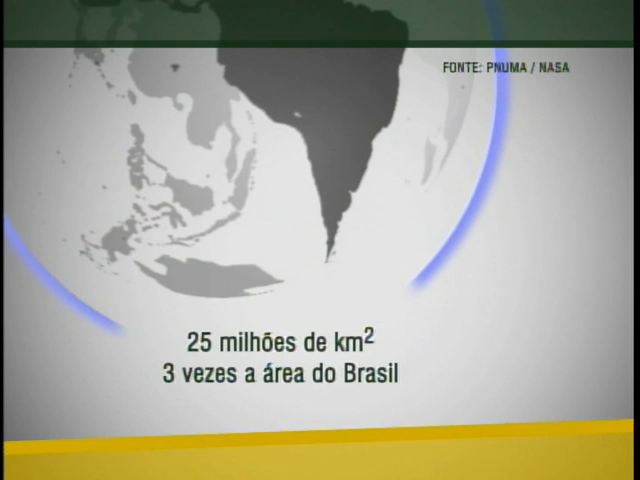 FONTE: PNUMA / NASA
25 milhões de km²
3 vezes a área do Brasil